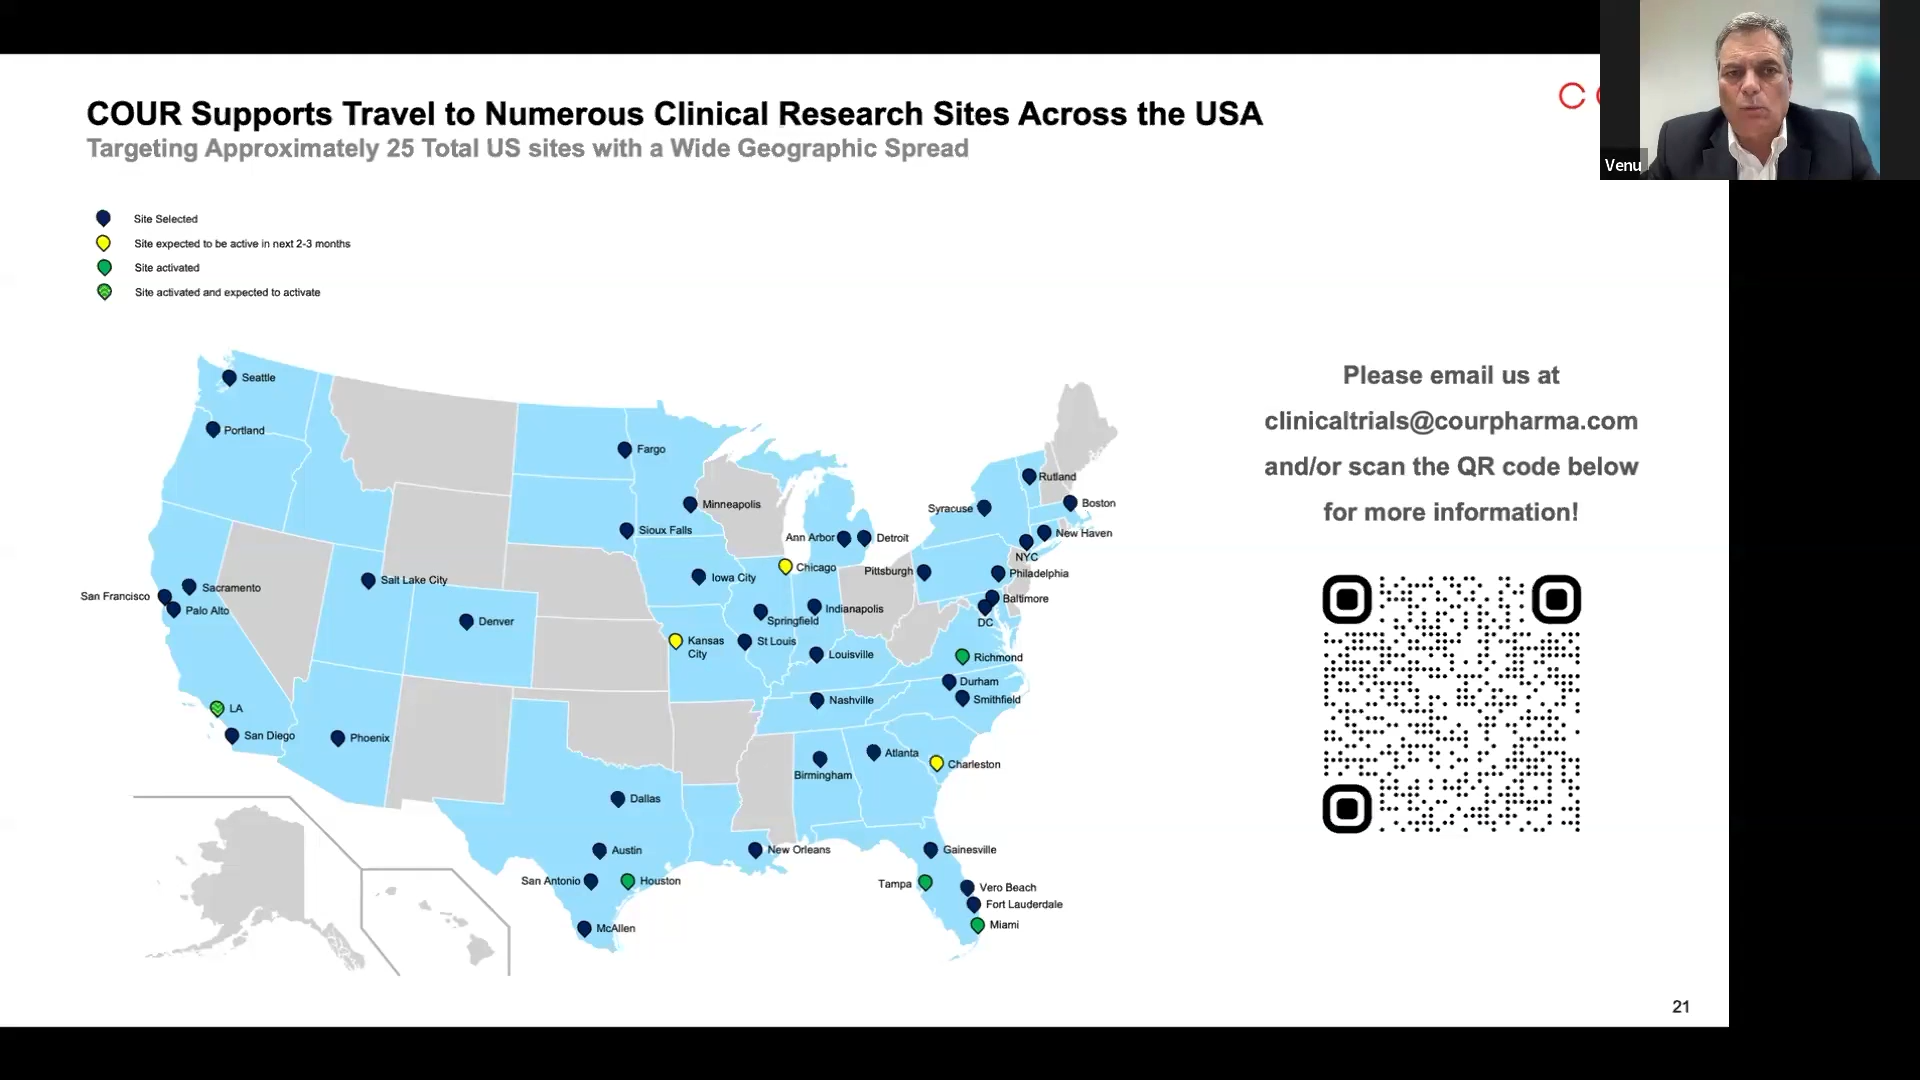 COUR Supports Travel to Numerous Clinical Research Sites Across the USA
Targeting Approximately 25 Total US sites with a Wide Geographic Spread
Venu
Site Selected
Site expected to be active in next 2-3 months
Site activated
Site activated and expected to activate
Please email us at
clinicaltrials@courpharma.com
and/or scan the QR code below
for more information!
Seattle
Portland
Fargo
Rutland
Minneapolis
Syracuse
Boston
Sioux Falls
New Haven
Ann Arbor
Detroit
NYC
Chicago
Pittsburgh
Philadelphia
Iowa City
Salt Lake City
Sacramento
San Francisco
Palo Alto
Baltimore
Indianapolis
Springfield
DC
Denver
Kansas
City
St Louis
Louisville
Richmond
Durham
Nashville
Smithfield
LA
San Diego
Phoenix
Atlanta
Charleston
Birmingham
Dallas
Austin
New Orleans
Gainesville
San Antonio
Houston
Tampa
Vero Beach
Fort Lauderdale
Miami
McAllen
21